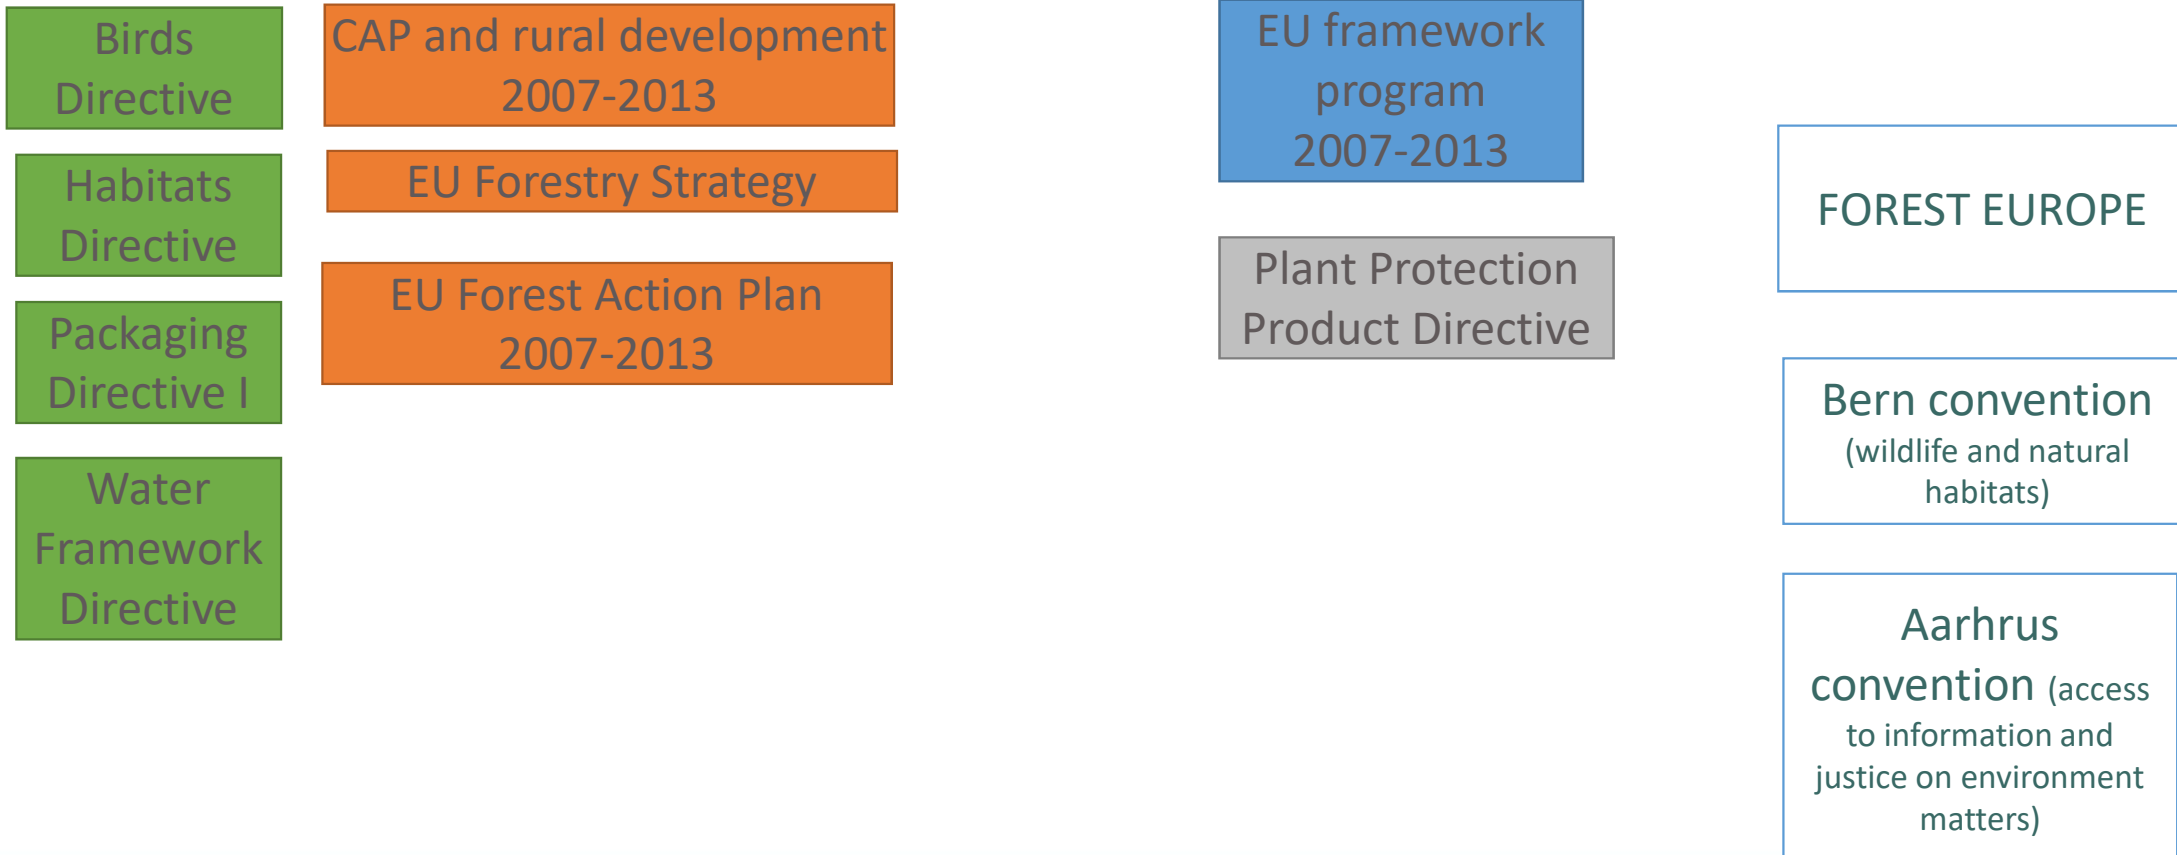 Birds
Directive
Habitats
Directive
Packaging
Directive I
Water
Framework
Directive
CAP and rural development
2007-2013
EU Forestry Strategy
EU Forest Action Plan
2007-2013
EU framework
program
2007-2013
Plant Protection
Product Directive
FOREST EUROPE
Bern convention
(wildlife and natural
habitats)
Aarhrus
convention (access
to information and
justice on environment
matters)